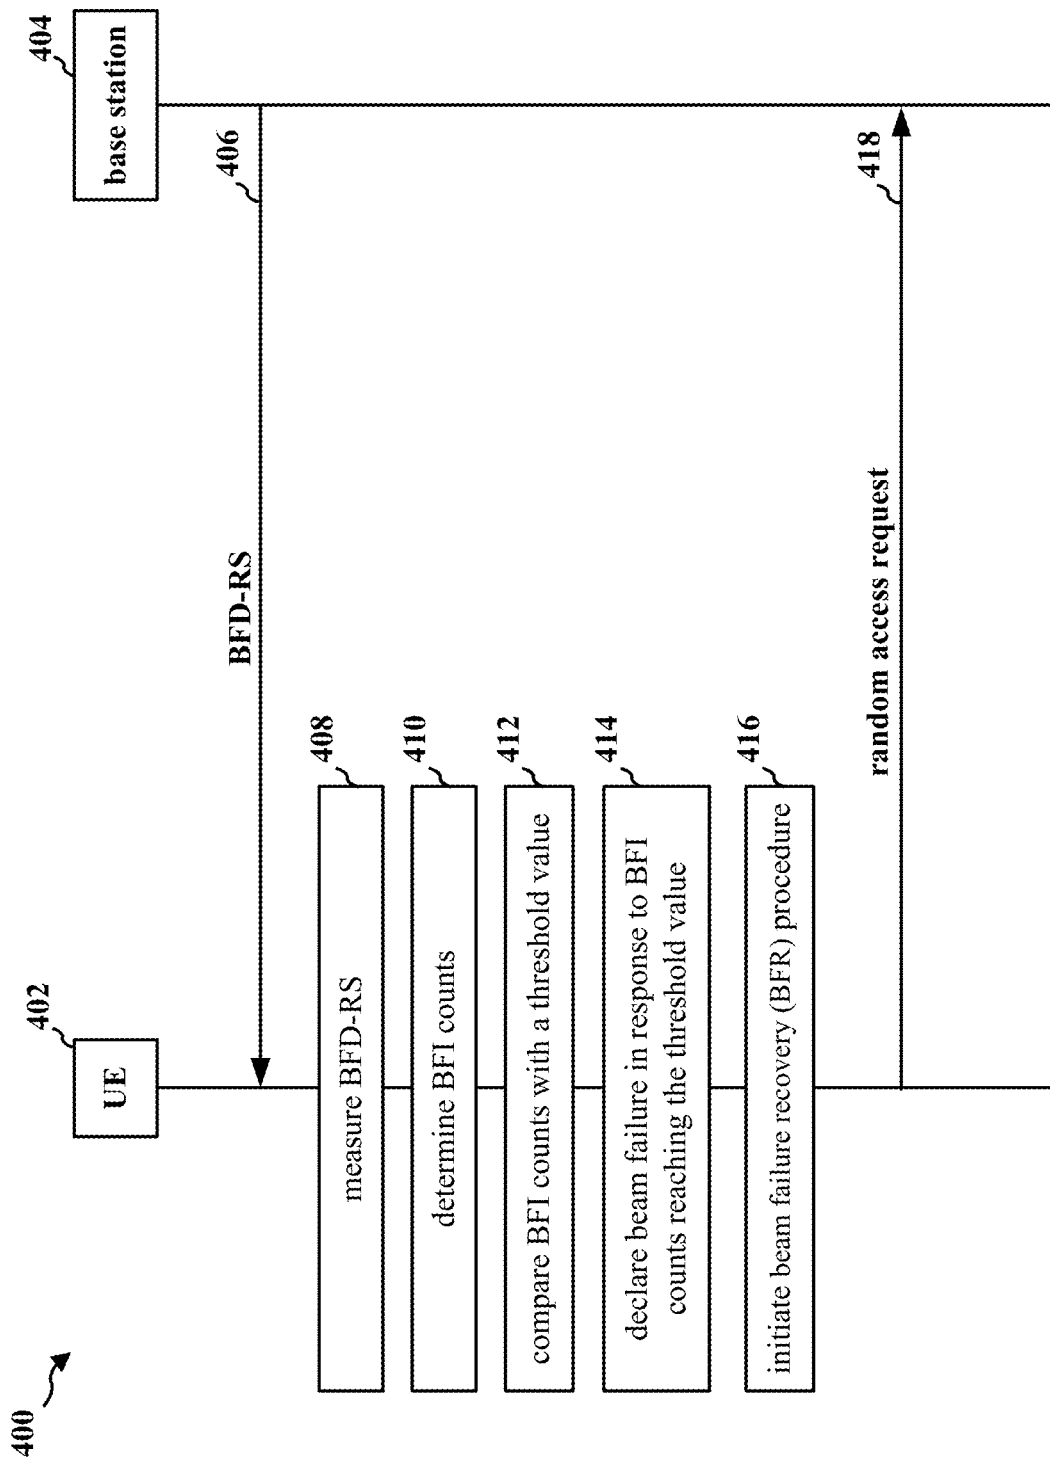 400
402
UE
404
base station
BFD-RS
406
408
measure BFD-RS
410
determine BFI counts
412
compare BFI counts with a threshold value
414
declare beam failure in response to BFI
counts reaching the threshold value
416
initiate beam failure recovery (BFR) procedure
random access request
418